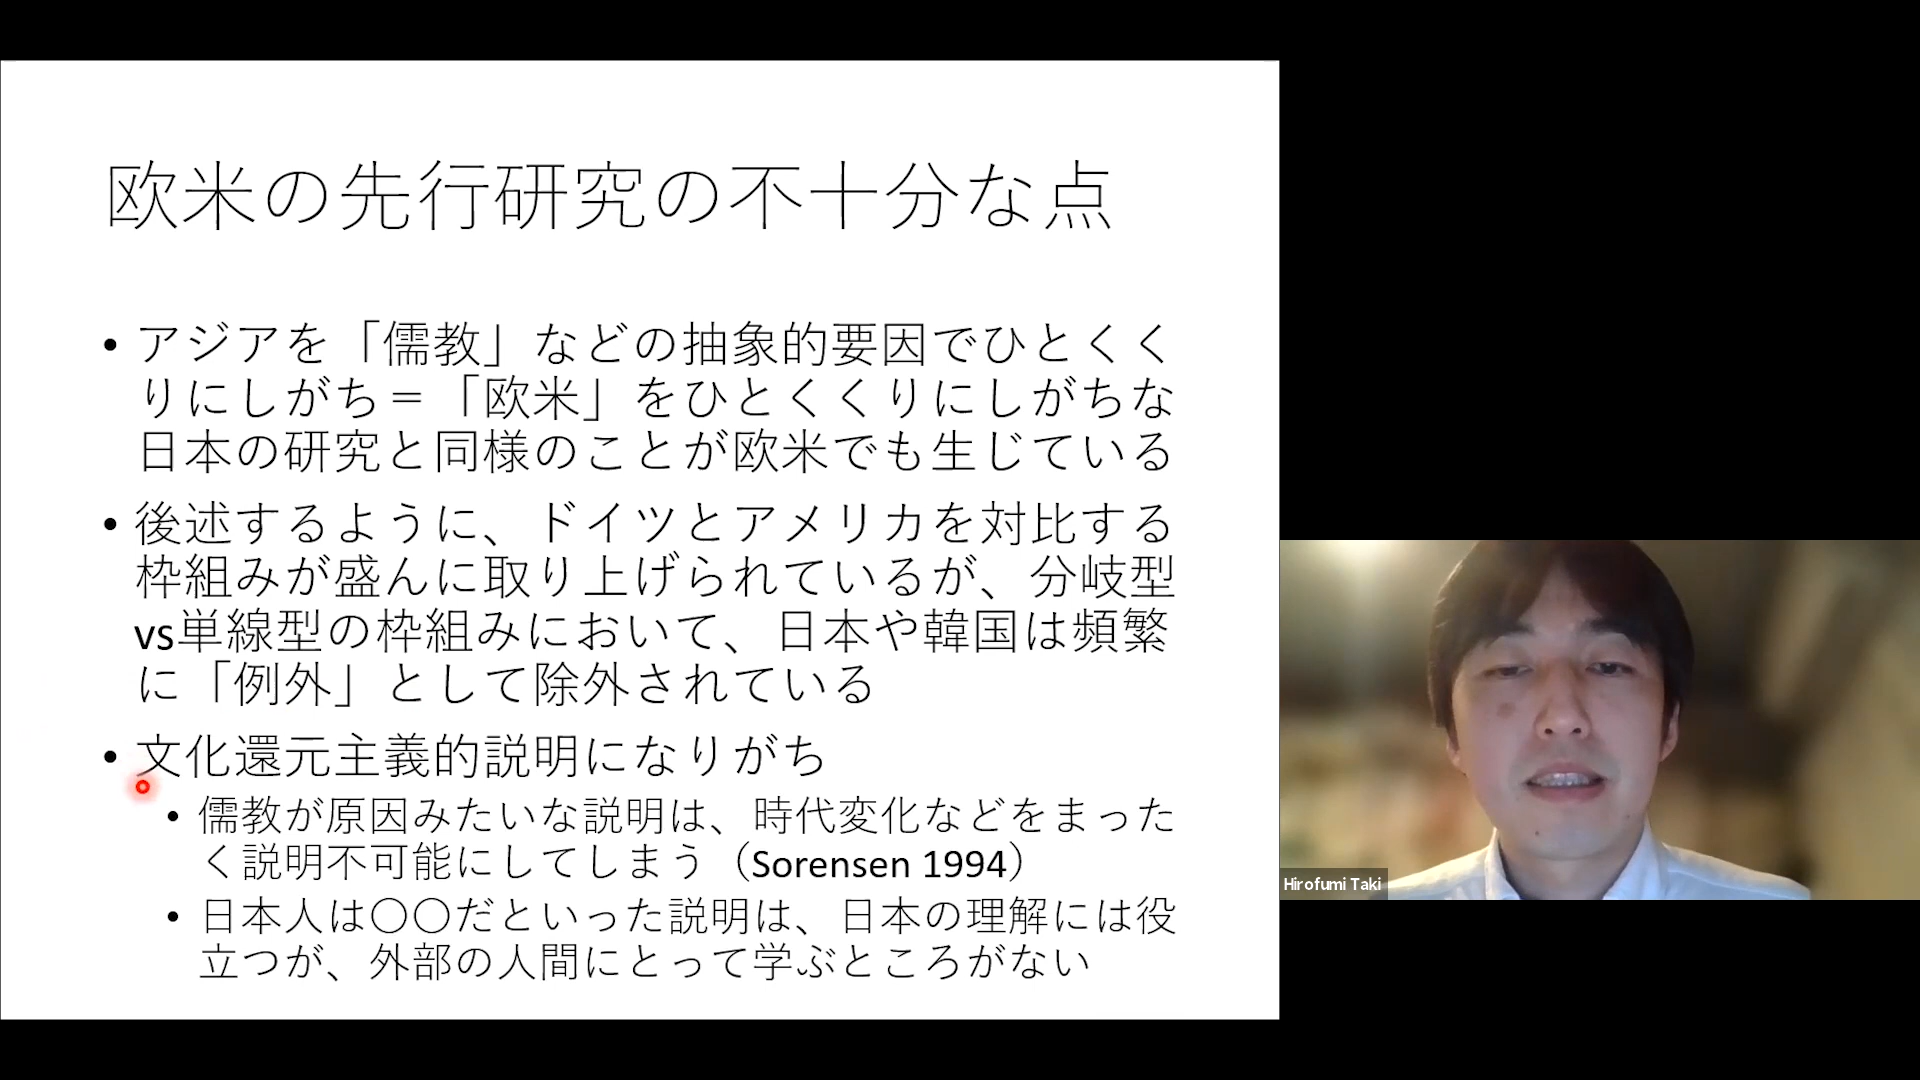 欧米の先行研究の不十分な点
• アジアを「儒教」などの抽象的要因でひとくく
りにしがち＝「欧米」をひとくくりにしがちな
日本の研究と同様のことが欧米でも生じている
• 後述するように、ドイツとアメリカを対比する
枠組みが盛んに取り上げられているが、分岐型
vs単線型の枠組みにおいて、日本や韓国は頻繁
に「例外」として除外されている
• 文化還元主義的説明になりがち
• 儒教が原因みたいな説明は、時代変化などをまった
く説明不可能にしてしまう（Sorensen 1994）
• 日本人は〇〇だといった説明は、日本の理解には役
立つが、外部の人間にとって学ぶところがない
Hirofumi Taki